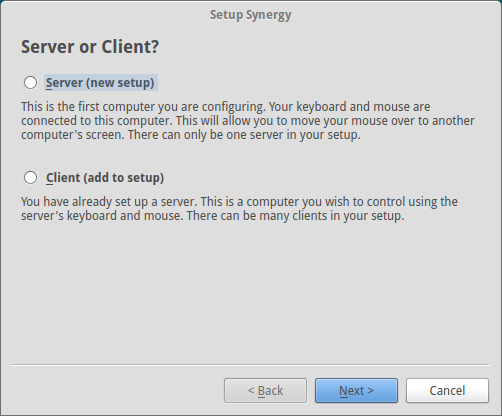 Setup Synergy
Server or Client?
Server (new setup)
This is the first computer you are configuring. Your keyboard and mouse are
connected to this computer. This will allow you to move your mouse over to another
computer's screen. There can only be one server in your setup.
Client (add to setup)
You have already set up a server. This is a computer you wish to control using the
server's keyboard and mouse. There can be many clients in your setup.
< Back
Next >
Cancel